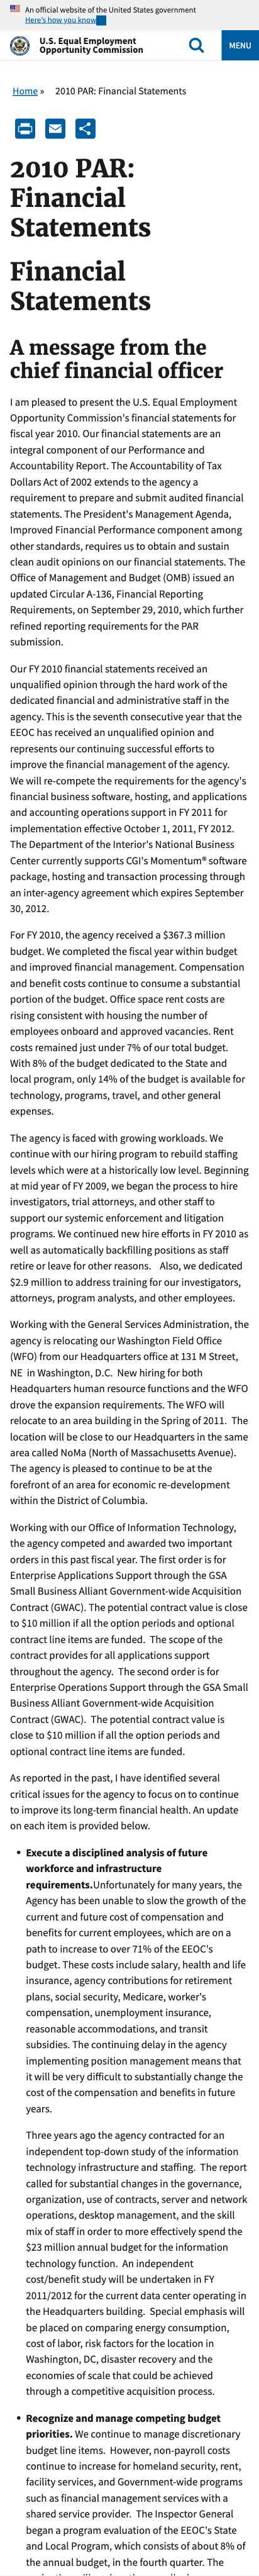 An official website of the United States government
Here's how you know
U.S. Equal Employment
Opportunity Commission
MENU
Home » 2010 PAR: Financial Statements
2010 PAR:
Financial
Statements
Financial
Statements
A message from the
chief financial officer
I am pleased to present the U.S. Equal Employment
Opportunity Commission's financial statements for
fiscal year 2010. Our financial statements are an
integral component of our Performance and
Accountability Report. The Accountability of Tax
Dollars Act of 2002 extends to the agency a
requirement to prepare and submit audited financial
statements. The President's Management Agenda,
Improved Financial Performance component among
other standards, requires us to obtain and sustain
clean audit opinions on our financial statements. The
Office of Management and Budget (OMB) issued an
updated Circular A-136, Financial Reporting
Requirements, on September 29, 2010, which further
refined reporting requirements for the PAR
submission.
Our FY 2010 financial statements received an
unqualified opinion through the hard work of the
dedicated financial and administrative staff in the
agency. This is the seventh consecutive year that the
EEOC has received an unqualified opinion and
represents our continuing successful efforts to
improve the financial management of the agency.
We will re-compete the requirements for the agency's
financial business software, hosting, and applications
and accounting operations support in FY 2011 for
implementation effective October 1, 2011, FY 2012.
The Department of the Interior's National Business
Center currently supports CGI's Momentum® software
package, hosting and transaction processing through
an inter-agency agreement which expires September
30, 2012.
For FY 2010, the agency received a $367.3 million
budget. We completed the fiscal year within budget
and improved financial management. Compensation
and benefit costs continue to consume a substantial
portion of the budget. Office space rent costs are
rising consistent with housing the number of
employees onboard and approved vacancies. Rent
costs remained just under 7% of our total budget.
With 8% of the budget dedicated to the State and
local program, only 14% of the budget is available for
technology, programs, travel, and other general
expenses.
The agency is faced with growing workloads. We
continue with our hiring program to rebuild staffing
levels which were at a historically low level. Beginning
at mid year of FY 2009, we began the process to hire
investigators, trial attorneys, and other staff to
support our systemic enforcement and litigation
programs. We continued new hire efforts in FY 2010 as
well as automatically backfilling positions as staff
retire or leave for other reasons. Also, we dedicated
$2.9 million to address training for our investigators,
attorneys, program analysts, and other employees.
Working with the General Services Administration, the
agency is relocating our Washington Field Office
(WFO) from our Headquarters office at 131 M Street,
NE in Washington, D.C. New hiring for both
Headquarters human resource functions and the WFO
drove the expansion requirements. The WFO will
relocate to an area building in the Spring of 2011. The
location will be close to our Headquarters in the same
area called NoMa (North of Massachusetts Avenue).
The agency is pleased to continue to be at the
forefront of an area for economic re-development
within the District of Columbia.
Working with our Office of Information Technology,
the agency competed and awarded two important
orders in this past fiscal year. The first order is for
Enterprise Applications Support through the GSA
Small Business Alliant Government-wide Acquisition
Contract (GWAC). The potential contract value is close
to $10 million if all the option periods and optional
contract line items are funded. The scope of the
contract provides for all applications support
throughout the agency. The second order is for
Enterprise Operations Support through the GSA Small
Business Alliant Government-wide Acquisition
Contract (GWAC). The potential contract value is
close to $10 million if all the option periods and
optional contract line items are funded.
As reported in the past, I have identified several
critical issues for the agency to focus on to continue
to improve its long-term financial health. An update
on each item is provided below.
• Execute a disciplined analysis of future
workforce and infrastructure
requirements.Unfortunately for many years, the
Agency has been unable to slow the growth of the
current and future cost of compensation and
benefits for current employees, which are on a
path to increase to over 71% of the EEOC's
budget. These costs include salary, health and life
insurance, agency contributions for retirement
plans, social security, Medicare, worker's
compensation, unemployment insurance,
reasonable accommodations, and transit
subsidies. The continuing delay in the agency
implementing position management means that
it will be very difficult to substantially change the
cost of the compensation and benefits in future
years.
Three years ago the agency contracted for an
independent top-down study of the information
technology infrastructure and staffing. The report
called for substantial changes in the governance,
organization, use of contracts, server and network
operations, desktop management, and the skill
mix of staff in order to more effectively spend the
$23 million annual budget for the information
technology function. An independent
cost/benefit study will be undertaken in FY
2011/2012 for the current data center operating in
the Headquarters building. Special emphasis will
be placed on comparing energy consumption,
cost of labor, risk factors for the location in
Washington, DC, disaster recovery and the
economies of scale that could be achieved
through a competitive acquisition process.
• Recognize and manage competing budget
priorities. We continue to manage discretionary
budget line items. However, non-payroll costs
continue to increase for homeland security, rent,
facility services, and Government-wide programs
such as financial management services with a
shared service provider. The Inspector General
began a program evaluation of the EEOC's State
and Local Program, which consists of about 8% of
the annual budget, in the fourth quarter. The